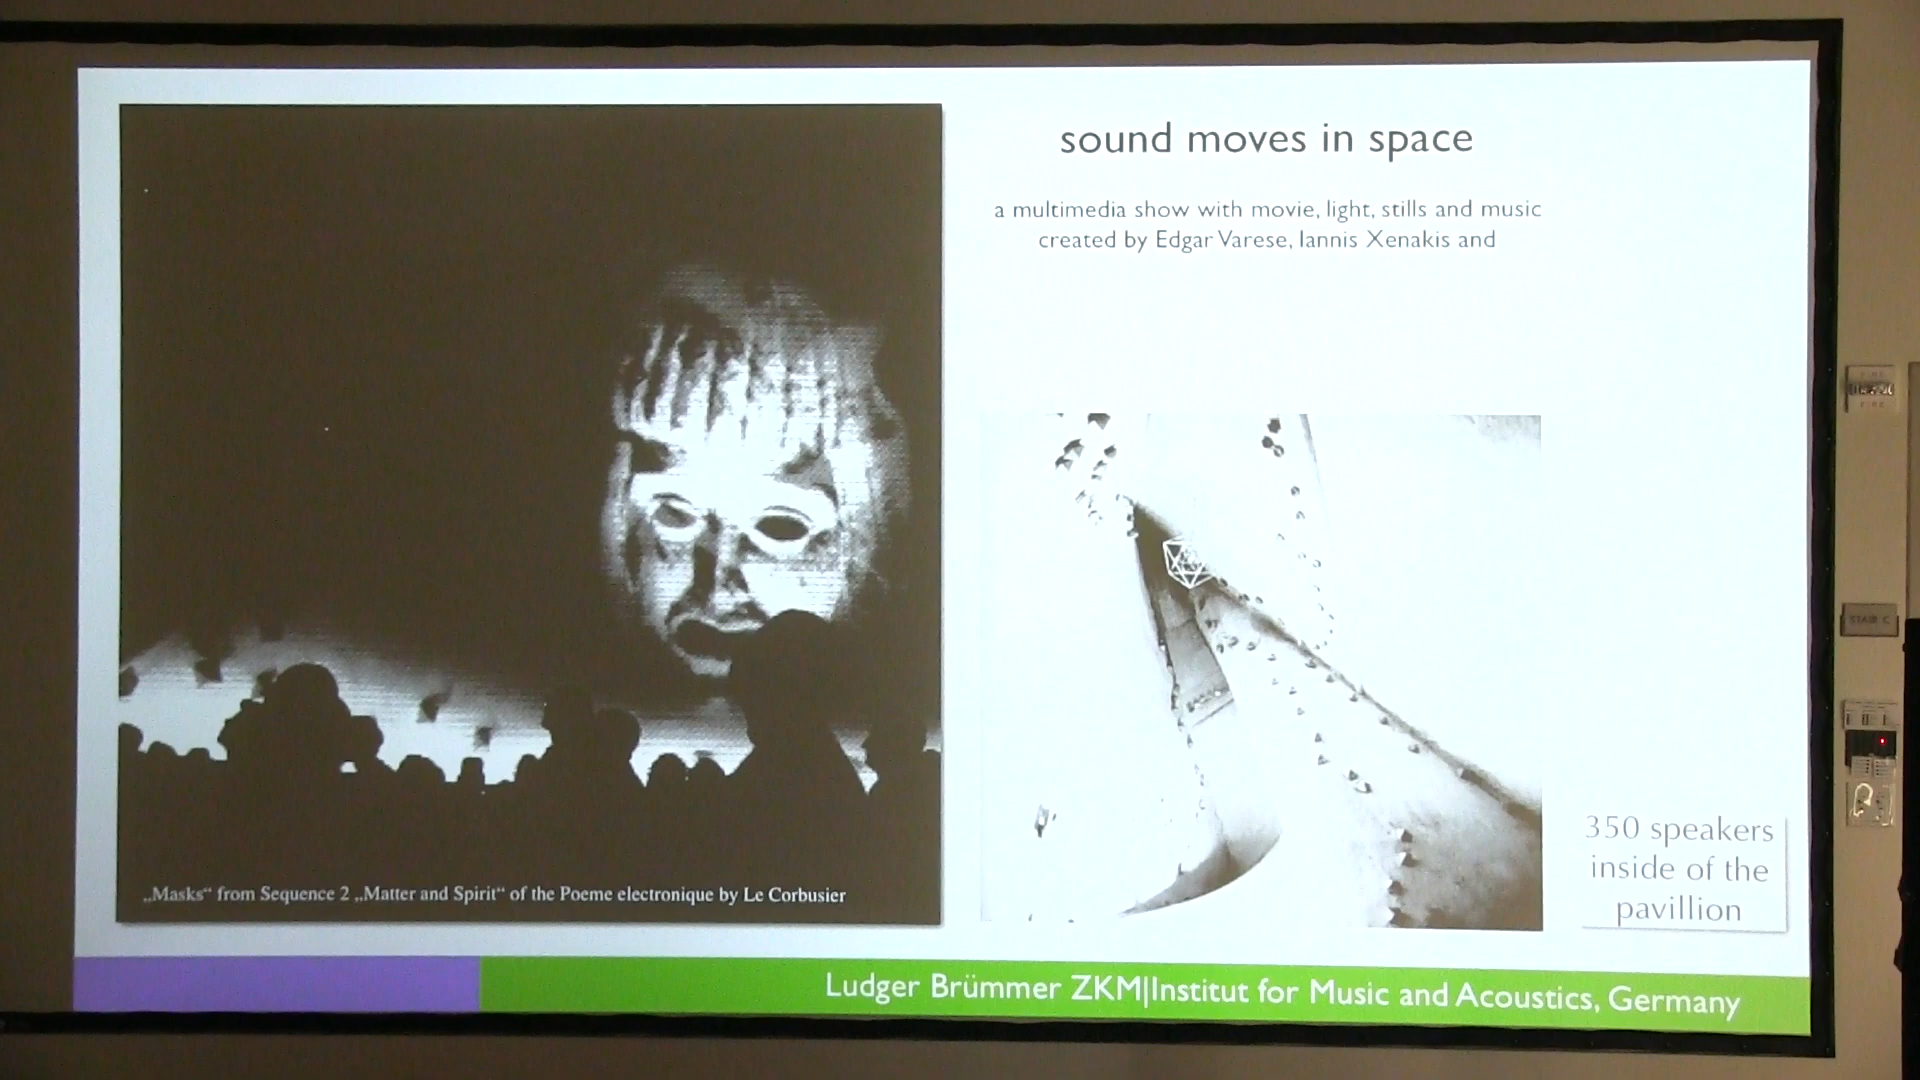 sound moves in space
a multimedia show with movie, light, stills and music
created by Edgar Varese, Iannis Xenakis and
„Masks“ from Sequence 2 „Matter and Spirit“ of the Poeme electronique by Le Corbusier
350 speakers
inside of the
pavillion
Ludger Brümmer ZKM|Institut for Music and Acoustics, Germany
FIRE
STAIR C